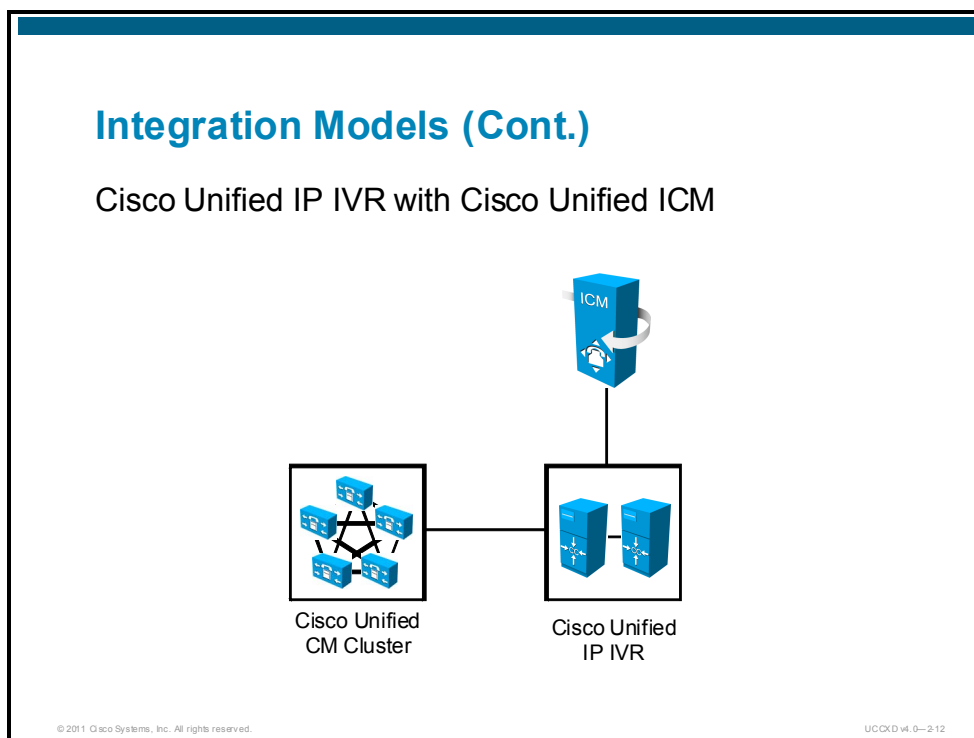 Integration Models (Cont.)
Cisco Unified IP IVR with Cisco Unified ICM
ICM
Cisco Unified
CM Cluster
Cisco Unified
IP IVR
© 2011 Cisco Systems, Inc. All rights reserved.
UCCXD v4.0—2-12